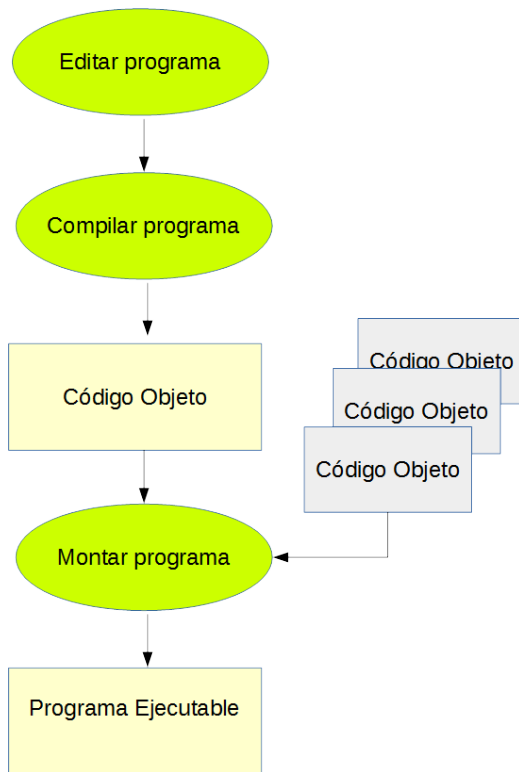 Editar programa
Compilar programa
Código Objeto
Código Objeto
Código Objeto
Código Objeto
Montar programa
Programa Ejecutable